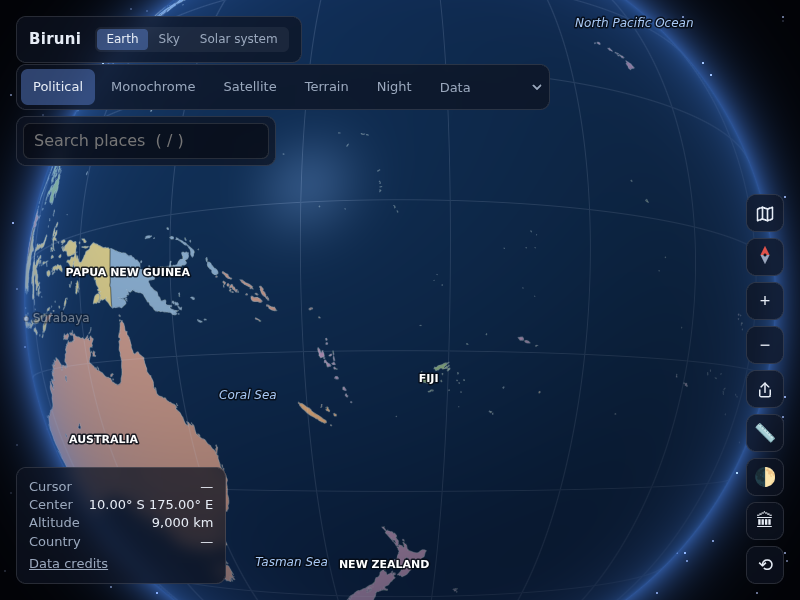 North Pacific Ocean
Biruni
Earth
Sky
Solar system
Political
Monochrome
Satellite
Terrain
Night
Data
Search places ( / )
PAPUA NEW GUINEA
Surabaya
Coral Sea
FIJI
AUSTRALIA
Cursor —
Center 10.00° S 175.00° E
Altitude 9,000 km
Country —
Data credits
Tasman Sea
NEW ZEALAND